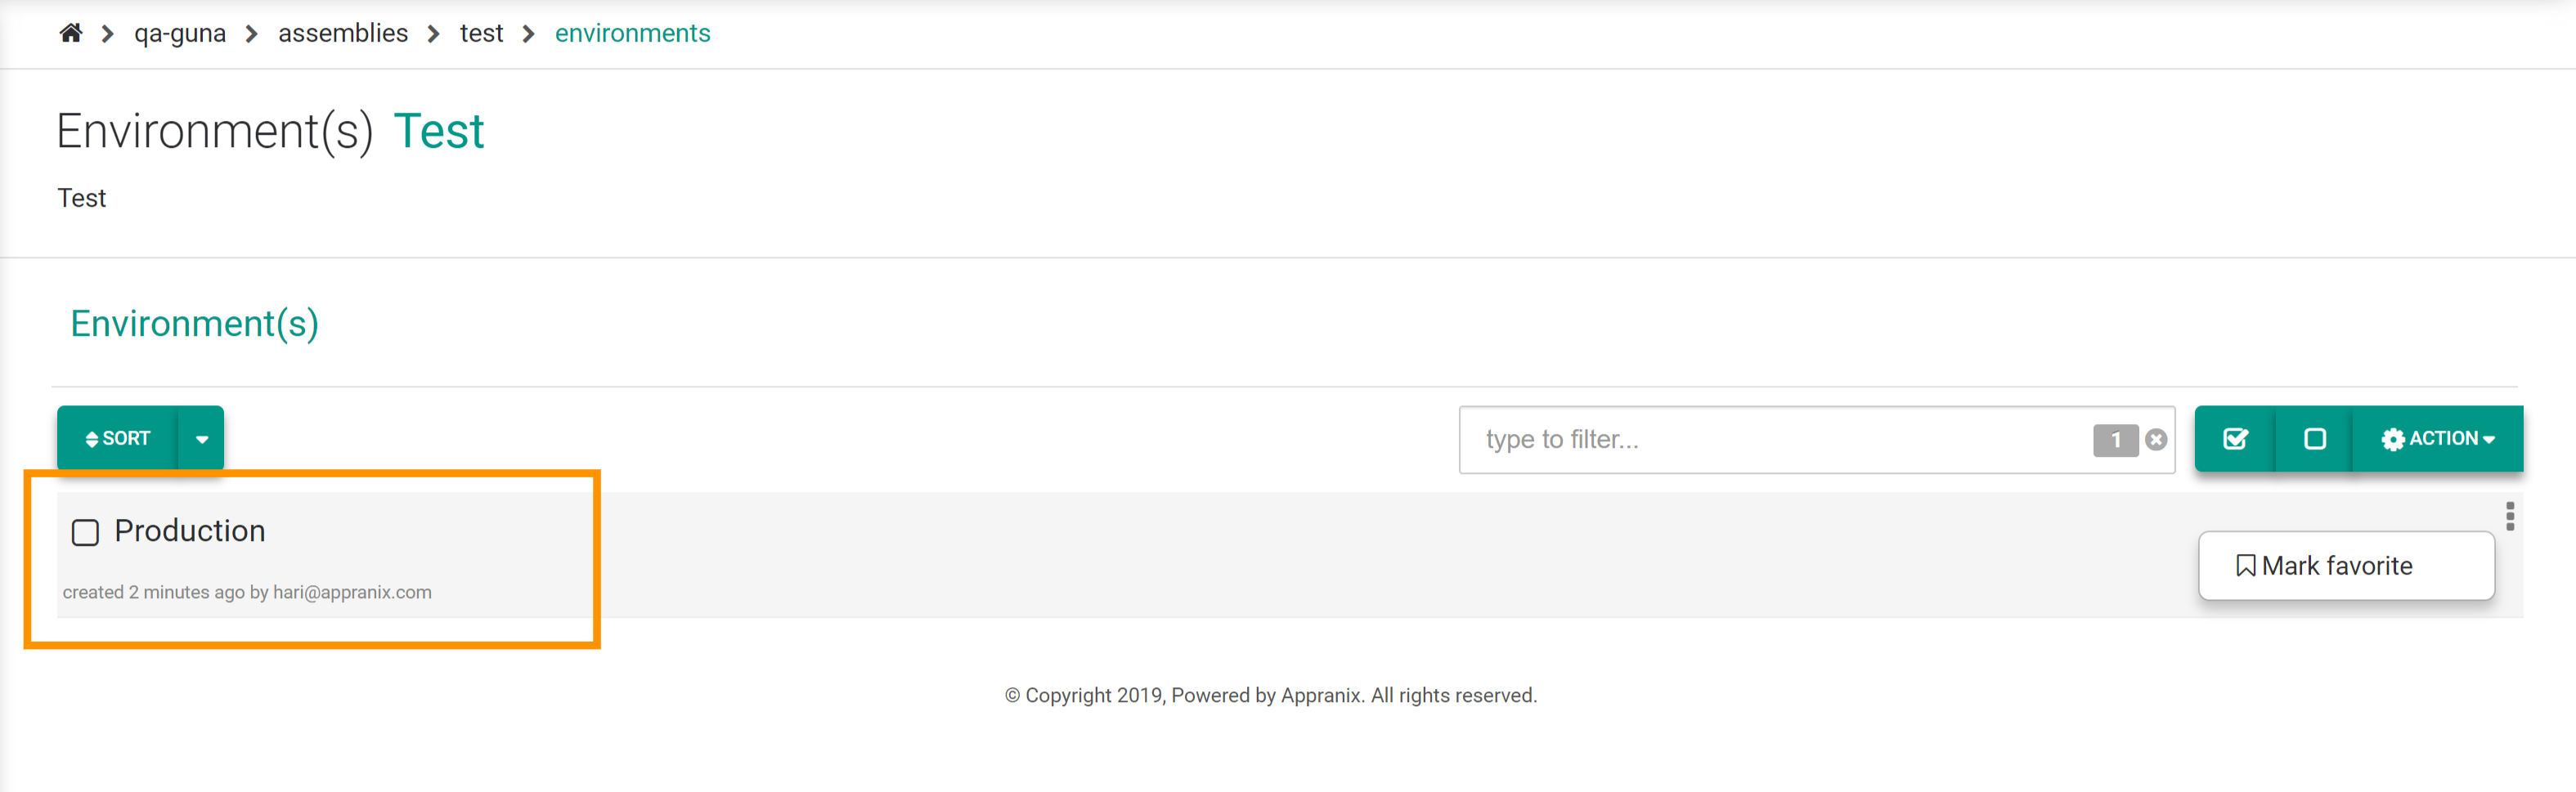 qa-guna assemblies test environments
Environment(s) Test
Test
Environment(s)
SORT type to filter... 1 ACTION
Production
Mark favorite
created 2 minutes ago by hari@appranix.com
© Copyright 2019, Powered by Appranix. All rights reserved.